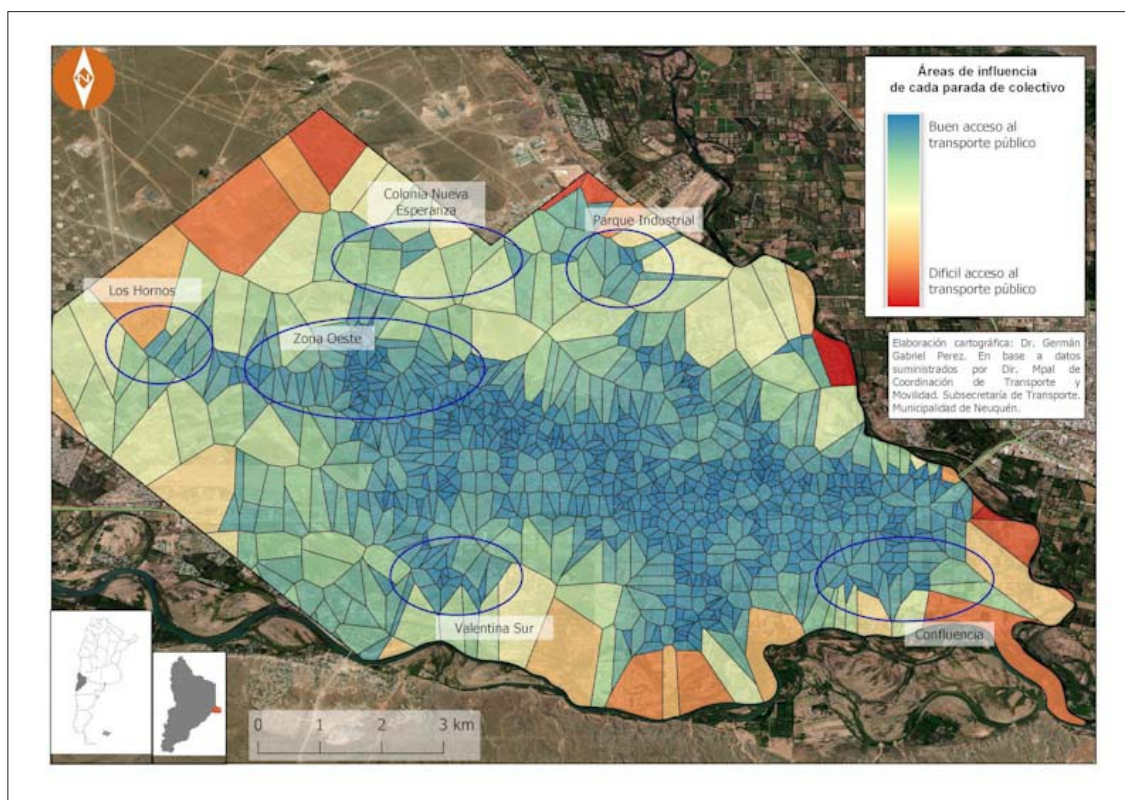 N
Áreas de influencia
de cada parada de colectivo
Buen acceso al
transporte público
Dificil acceso al
transporte público
Elaboración cartográfica: Dr. Germán
Gabriel Perez. En base a datos
suministrados por Dir. Mpal de
Coordinación de Transporte y
Movilidad. Subsecretaría de Transporte.
Municipalidad de Neuquén.
Colonia Nueva
Esperanza
Parque Industrial
Los Hornos
Zona Oeste
Valentina Sur
Confluencia
0 1 2 3 km